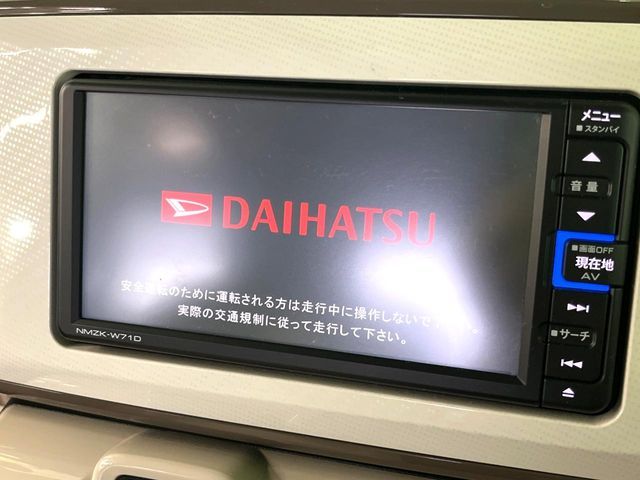 DAIHATSU
安全運転のために運転される方は走行中に操作しないで下さい。
実際の交通規制に従って走行して下さい。
NMZK-W71D
メニュー
スタンバイ
音量
画面OFF
現在地
AV
サーチ